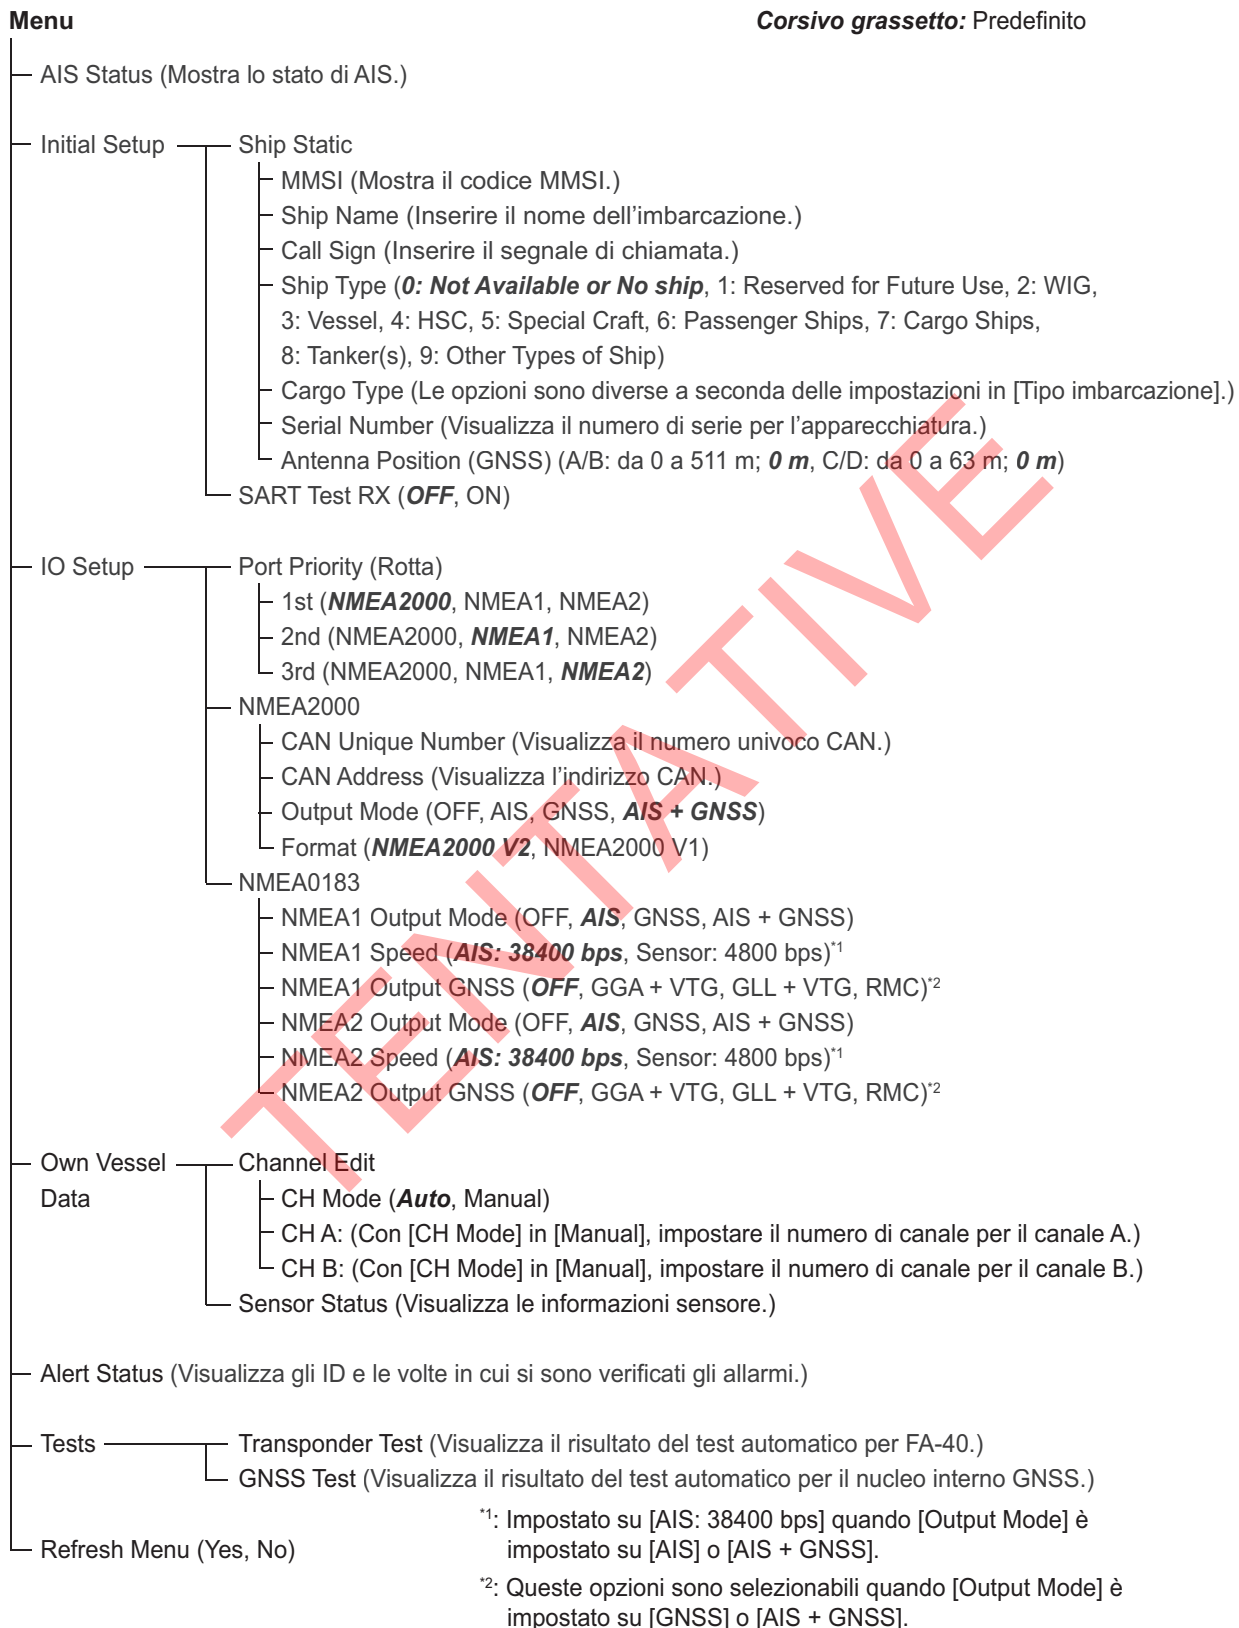 Menu
Corsivo grassetto: Predefinito
AIS Status (Mostra lo stato di AIS.)
Initial Setup
Ship Static
MMSI (Mostra il codice MMSI.)
Ship Name (Inserire il nome dell'imbarcazione.)
Call Sign (Inserire il segnale di chiamata.)
Ship Type (0: Not Available or No ship, 1: Reserved for Future Use, 2: WIG,
3: Vessel, 4: HSC, 5: Special Craft, 6: Passenger Ships, 7: Cargo Ships,
8: Tanker(s), 9: Other Types of Ship)
Cargo Type (Le opzioni sono diverse a seconda delle impostazioni in [Tipo imbarcazione].)
Serial Number (Visualizza il numero di serie per l'apparecchiatura.)
Antenna Position (GNSS) (A/B: da 0 a 511 m; 0 m, C/D: da 0 a 63 m; 0 m)
SART Test RX (OFF, ON)
IO Setup
Port Priority (Rotta)
1st (NMEA2000, NMEA1, NMEA2)
2nd (NMEA2000, NMEA1, NMEA2)
3rd (NMEA2000, NMEA1, NMEA2)
NMEA2000
CAN Unique Number (Visualizza il numero univoco CAN.)
CAN Address (Visualizza l'indirizzo CAN.)
Output Mode (OFF, AIS, GNSS, AIS + GNSS)
Format (NMEA2000 V2, NMEA2000 V1)
NMEA0183
NMEA1 Output Mode (OFF, AIS, GNSS, AIS + GNSS)
NMEA1 Speed (AIS: 38400 bps, Sensor: 4800 bps)*1
NMEA1 Output GNSS (OFF, GGA + VTG, GLL + VTG, RMC)*2
NMEA2 Output Mode (OFF, AIS, GNSS, AIS + GNSS)
NMEA2 Speed (AIS: 38400 bps, Sensor: 4800 bps)*1
NMEA2 Output GNSS (OFF, GGA + VTG, GLL + VTG, RMC)*2
Own Vessel
Data
Channel Edit
CH Mode (Auto, Manual)
CH A: (Con [CH Mode] in [Manual], impostare il numero di canale per il canale A.)
CH B: (Con [CH Mode] in [Manual], impostare il numero di canale per il canale B.)
Sensor Status (Visualizza le informazioni sensore.)
Alert Status (Visualizza gli ID e le volte in cui si sono verificati gli allarmi.)
Tests
Transponder Test (Visualizza il risultato del test automatico per FA-40.)
GNSS Test (Visualizza il risultato del test automatico per il nucleo interno GNSS.)
Refresh Menu (Yes, No)
*1: Impostato su [AIS: 38400 bps] quando [Output Mode] è
impostato su [AIS] o [AIS + GNSS].
*2: Queste opzioni sono selezionabili quando [Output Mode] è
impostato su [GNSS] o [AIS + GNSS].
TENTATIVE